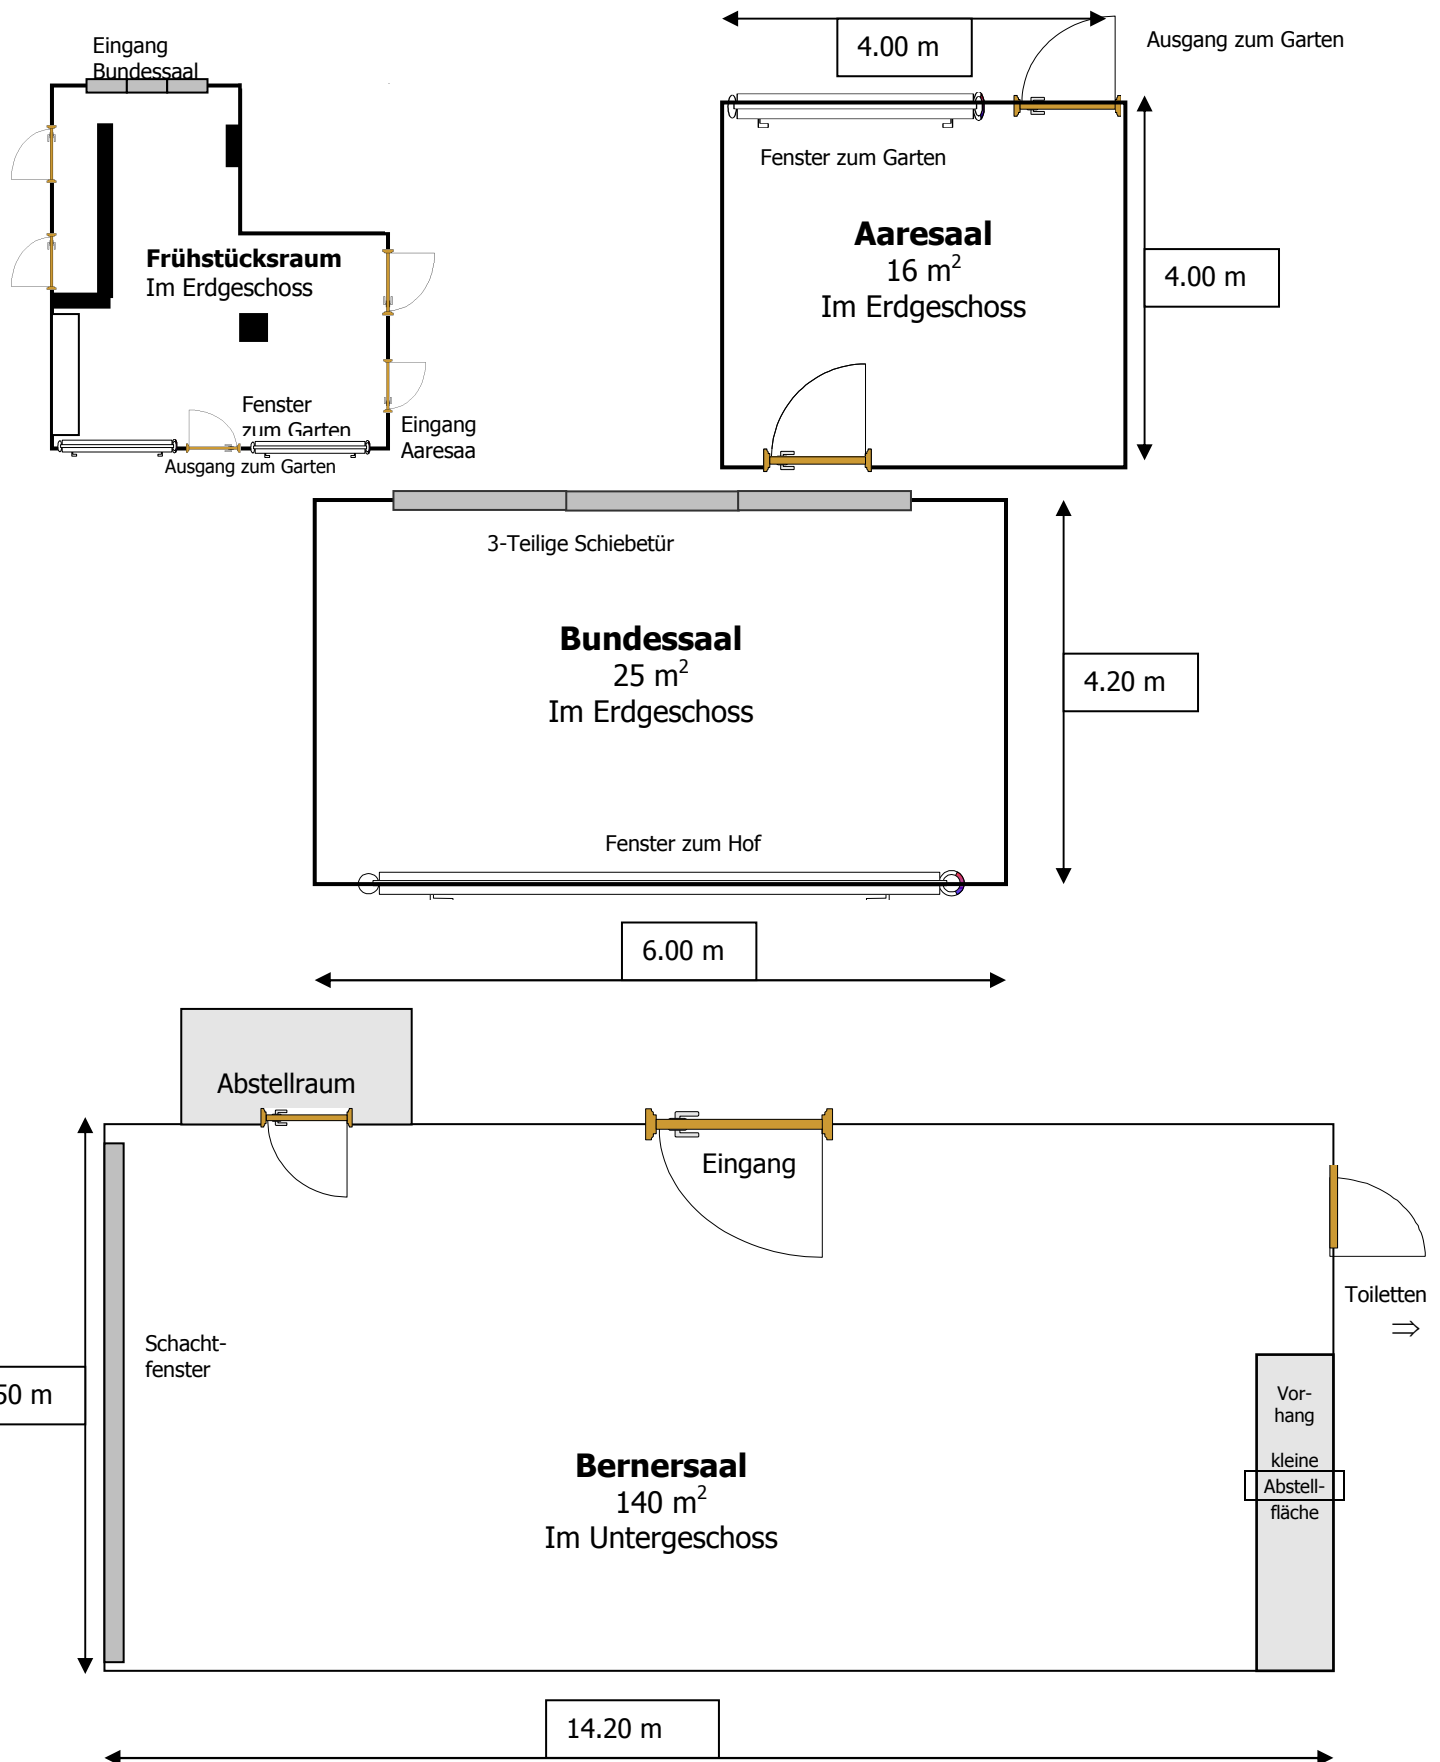 Eingang
Bundessaal
Frühstücksraum
Im Erdgeschoss
Fenster
zum Garten
Ausgang zum Garten
Eingang
Aaresaa
4.00 m
Ausgang zum Garten
Fenster zum Garten
Aaresaal
16 m²
Im Erdgeschoss
4.00 m
3-Teilige Schiebetür
Bundessaal
25 m²
Im Erdgeschoss
4.20 m
Fenster zum Hof
6.00 m
Abstellraum
Eingang
Toiletten
⇒
Schacht-
fenster
50 m
Vor-
hang
kleine
Abstell-
fläche
Bernersaal
140 m²
Im Untergeschoss
14.20 m